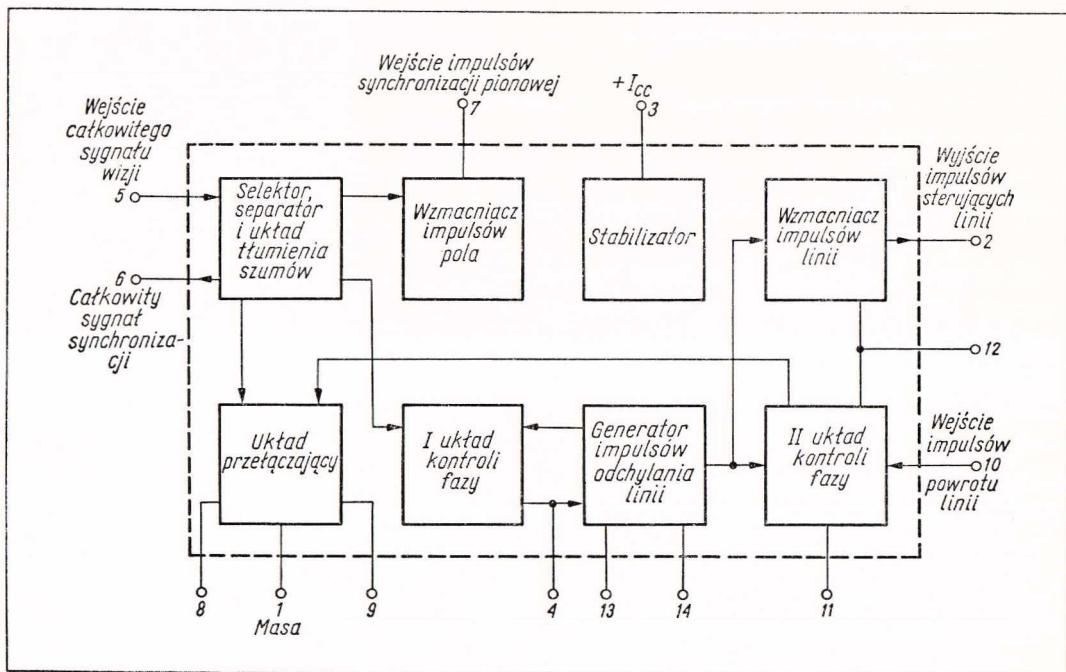 Wejście impulsów
synchronizacji pionowej
7
+I_CC
3
Wejście
całkowitego
sygnału
wizji
5
6
Całkowity
sygnał
synchroniza-
cji
Selektor,
separator
i układ
tłumienia
szumów
Wzmacniacz
impulsów
pola
Stabilizator
Wzmacniacz
impulsów
linii
Wyjście
impulsów
sterujących
linii
2
12
Układ
przełączający
I układ
kontroli
fazy
Generator
impulsów
odchylania
linii
II układ
kontroli
fazy
Wejście
impulsów
10
powrotu
linii
8
1
Masa
9
4
13
14
11